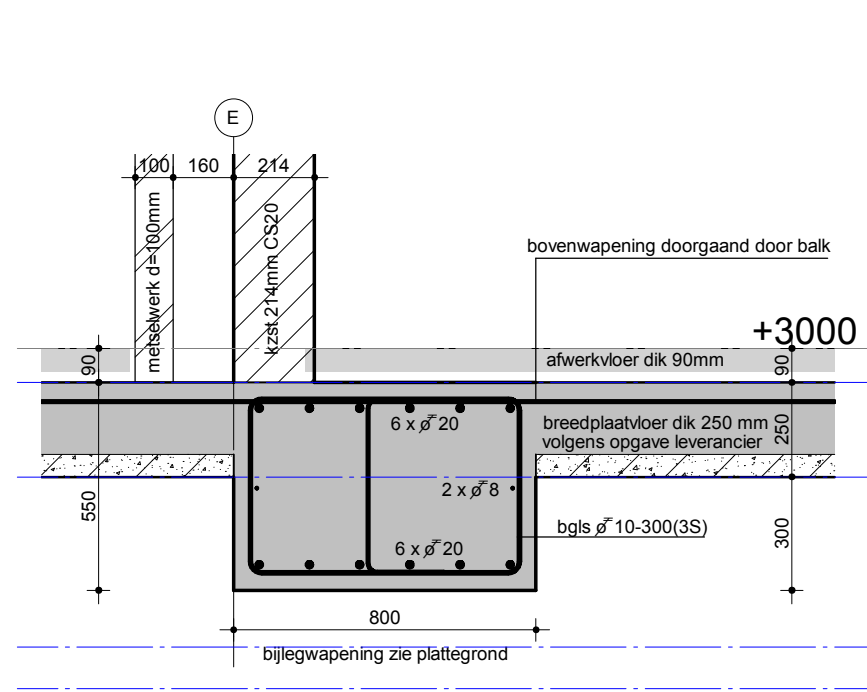 E
100 160 214
metselwerk d=100mm
kzst 214mm CS20
bovenwapening doorgaand door balk
+3000
90
afwerkvloer dik 90mm
90
6 x ø 20
breedplaatvloer dik 250 mm
volgens opgave leverancier
250
2 x ø 8
550
bgls ø 10-300(3S)
300
6 x ø 20
800
bijlegwapening zie plattegrond